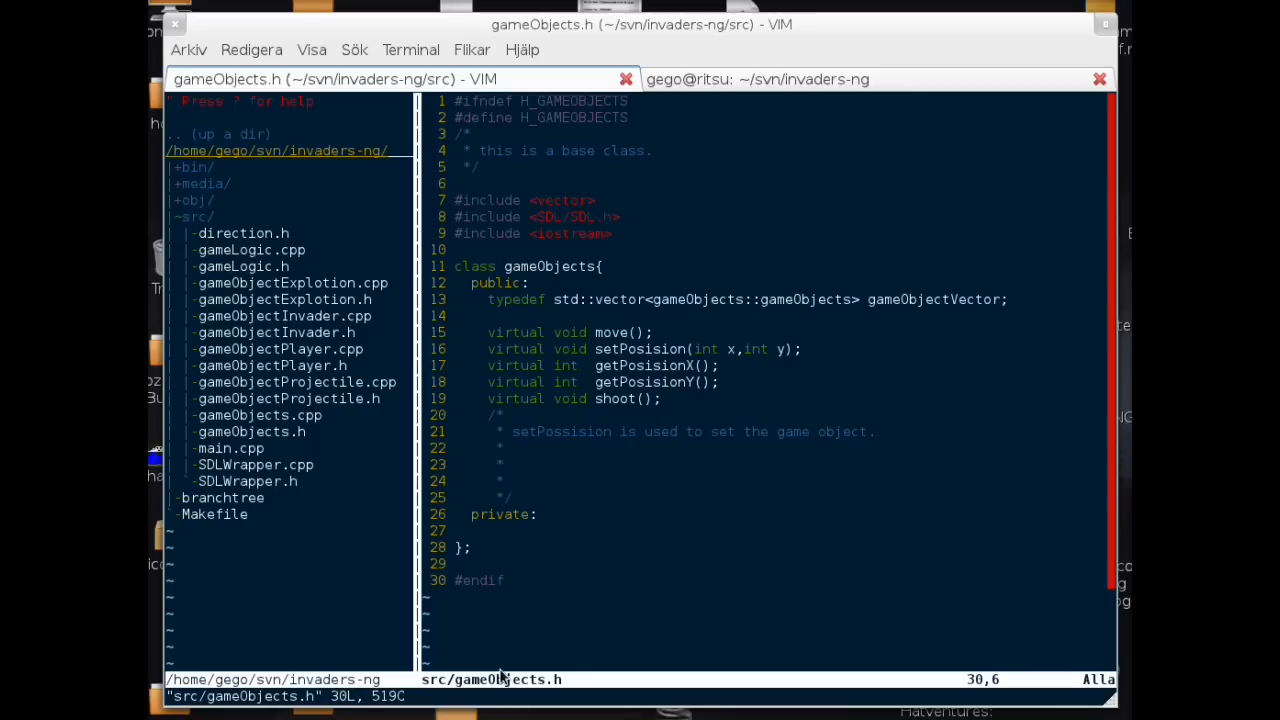 gameObjects.h (~/svn/invaders-ng/src) - VIM
Arkiv Redigera Visa Sök Terminal Flikar Hjälp
gameObjects.h (~/svn/invaders-ng/src) - VIM
gego@ritsu: ~/svn/invaders-ng
" Press ? for help
.. (up a dir)
/home/gego/svn/invaders-ng/
|+bin/
|+media/
|+obj/
|~src/
| |-direction.h
| |-gameLogic.cpp
| |-gameLogic.h
| |-gameObjectExplotion.cpp
| |-gameObjectExplotion.h
| |-gameObjectInvader.cpp
| |-gameObjectInvader.h
| |-gameObjectPlayer.cpp
| |-gameObjectPlayer.h
| |-gameObjectProjectile.cpp
| |-gameObjectProjectile.h
| |-gameObjects.cpp
| |-gameObjects.h
| |-main.cpp
| |-SDLWrapper.cpp
| `-SDLWrapper.h
|-branchtree
`-Makefile
~
~
~
~
~
~
~
~
~
1 #ifndef H_GAMEOBJECTS
2 #define H_GAMEOBJECTS
3 /*
4  * this is a base class.
5  */
6
7 #include <vector>
8 #include <SDL/SDL.h>
9 #include <iostream>
10
11 class gameObjects{
12   public:
13     typedef std::vector<gameObjects::gameObjects> gameObjectVector;
14
15     virtual void move();
16     virtual void setPosision(int x,int y);
17     virtual int  getPosisionX();
18     virtual int  getPosisionY();
19     virtual void shoot();
20     /*
21      * setPossision is used to set the game object.
22      *
23      *
24      *
25      */
26   private:
27
28 };
29
30 #endif
~
~
~
~
~
/home/gego/svn/invaders-ng
src/gameObjects.h 30,6 Alla
"src/gameObjects.h" 30L, 519C